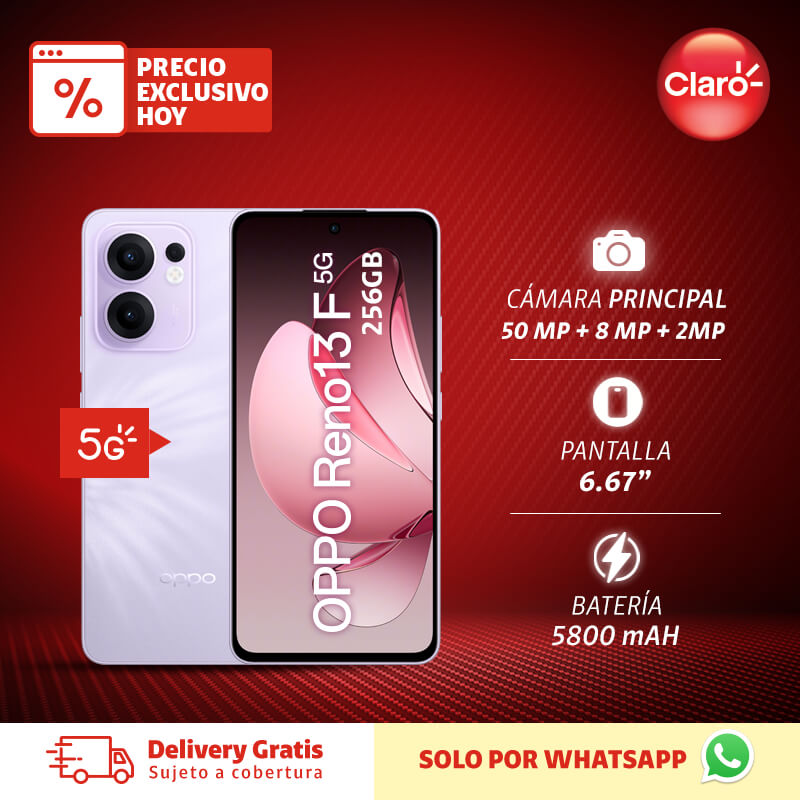 %
PRECIO
EXCLUSIVO
HOY
Claro
OPPO Reno13 F 5G
256GB
5G
oppo
CÁMARA PRINCIPAL
50 MP + 8 MP + 2MP
PANTALLA
6.67”
BATERÍA
5800 mAH
Delivery Gratis
Sujeto a cobertura
SOLO POR WHATSAPP